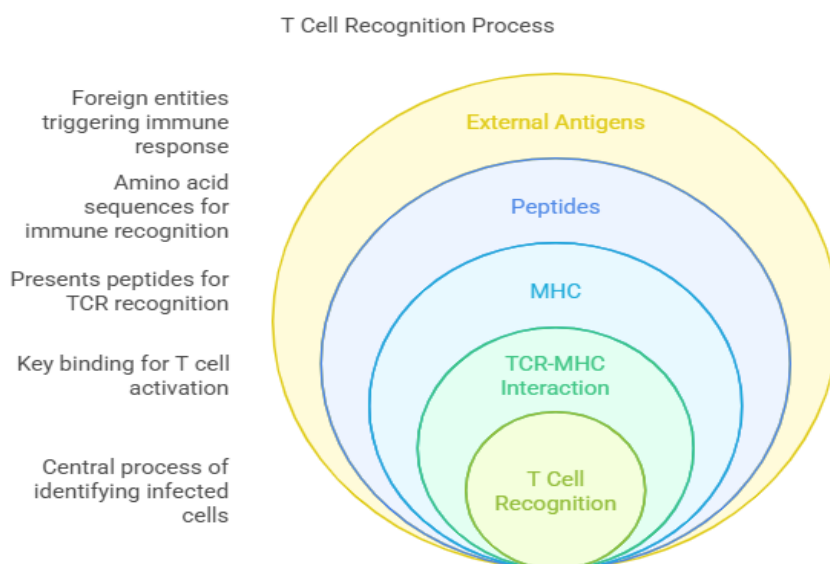 T Cell Recognition Process
Foreign entities
triggering immune
response
External Antigens
Amino acid
sequences for
immune recognition
Peptides
Presents peptides for
TCR recognition
MHC
Key binding for T cell
activation
TCR-MHC
Interaction
Central process of
identifying infected
cells
T Cell
Recognition